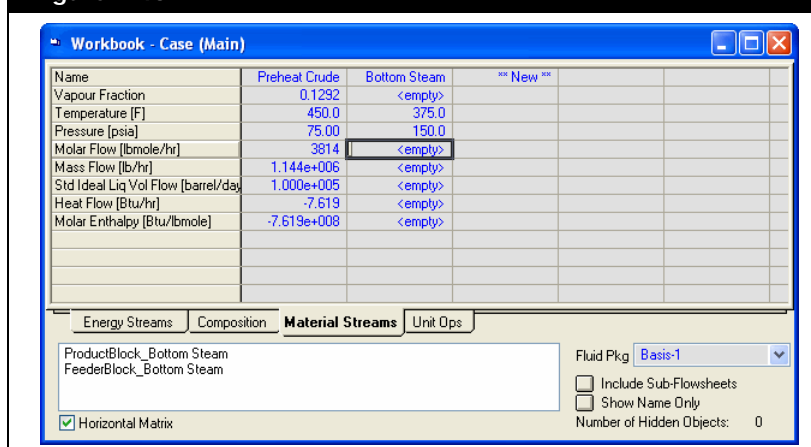 Workbook - Case (Main)
Name Preheat Crude Bottom Steam ** New **
Vapour Fraction 0.1292 <empty>
Temperature [F] 450.0 375.0
Pressure [psia] 75.00 150.0
Molar Flow [lbmole/hr] 3814 <empty>
Mass Flow [lb/hr] 1.144e+006 <empty>
Std Ideal Liq Vol Flow [barrel/day 1.000e+005 <empty>
Heat Flow [Btu/hr] -7.619 <empty>
Molar Enthalpy [Btu/lbmole] -7.619e+008 <empty>
Energy Streams Composition Material Streams Unit Ops
ProductBlock_Bottom Steam
FeederBlock_Bottom Steam
Fluid Pkg Basis-1
Include Sub-Flowsheets
Show Name Only
Number of Hidden Objects: 0
Horizontal Matrix